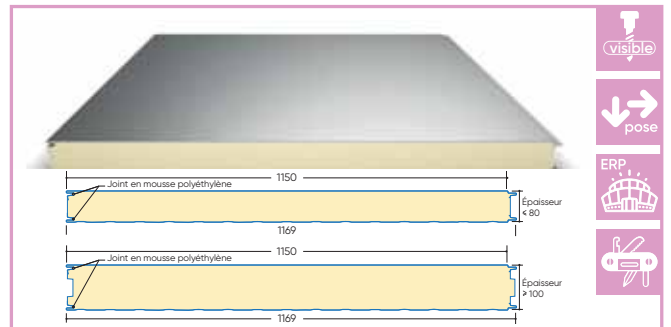 visible
pose
ERP
1150
Joint en mousse polyéthylène
Épaisseur
≤ 80
1169
1150
Joint en mousse polyéthylène
Épaisseur
≥ 100
1169